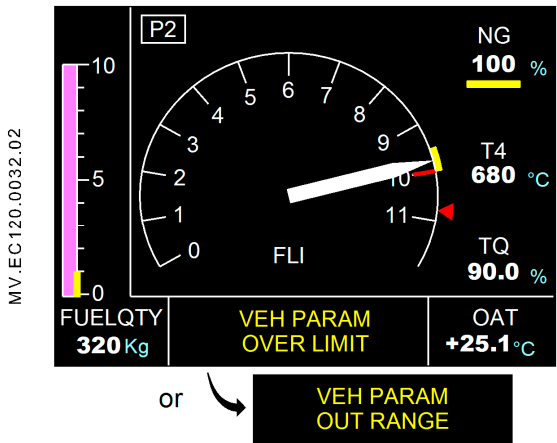 P2
10
5
0
0
1
2
3
4
5
6
7
8
9
10
11
FLI
NG
100 %
T4
680 °C
TQ
90.0 %
FUELQTY
320 Kg
VEH PARAM
OVER LIMIT
OAT
+25.1 °C
or
VEH PARAM
OUT RANGE
MV.EC120.0032.02